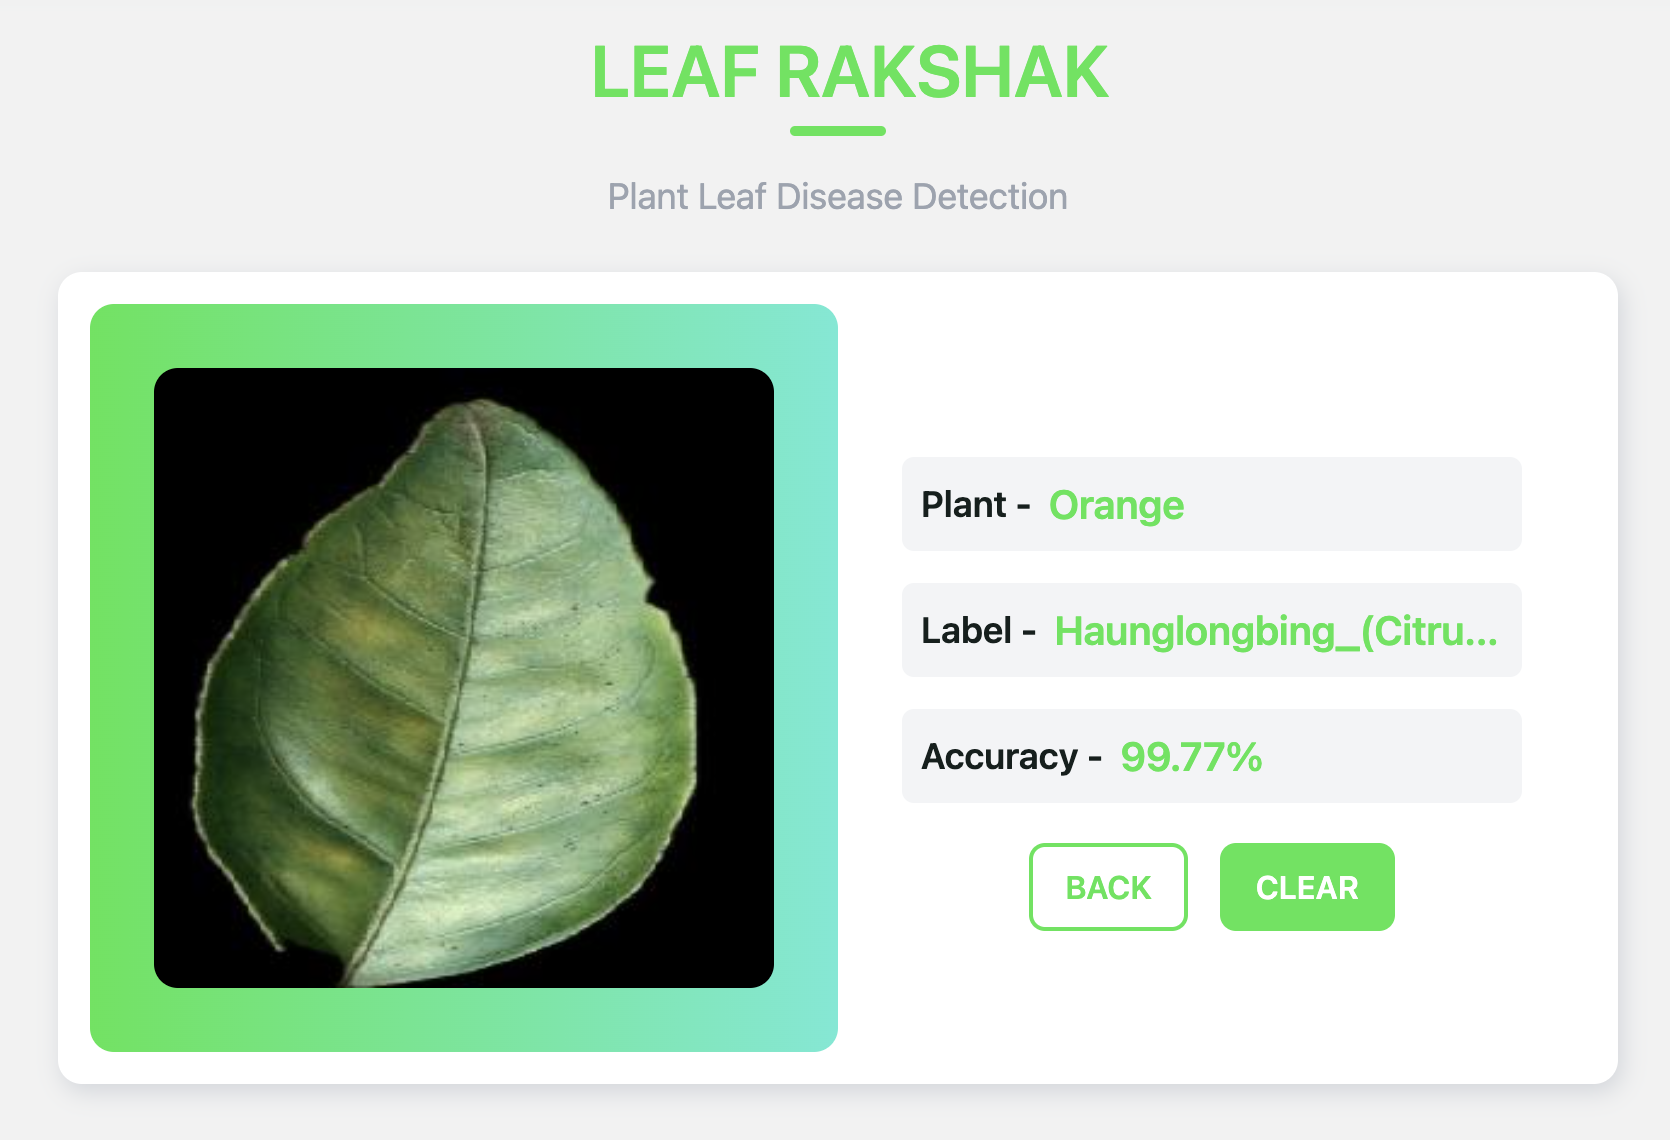 LEAF RAKSHAK
Plant Leaf Disease Detection
Plant - Orange
Label - Haunglongbing_(Citru...
Accuracy - 99.77%
BACK CLEAR